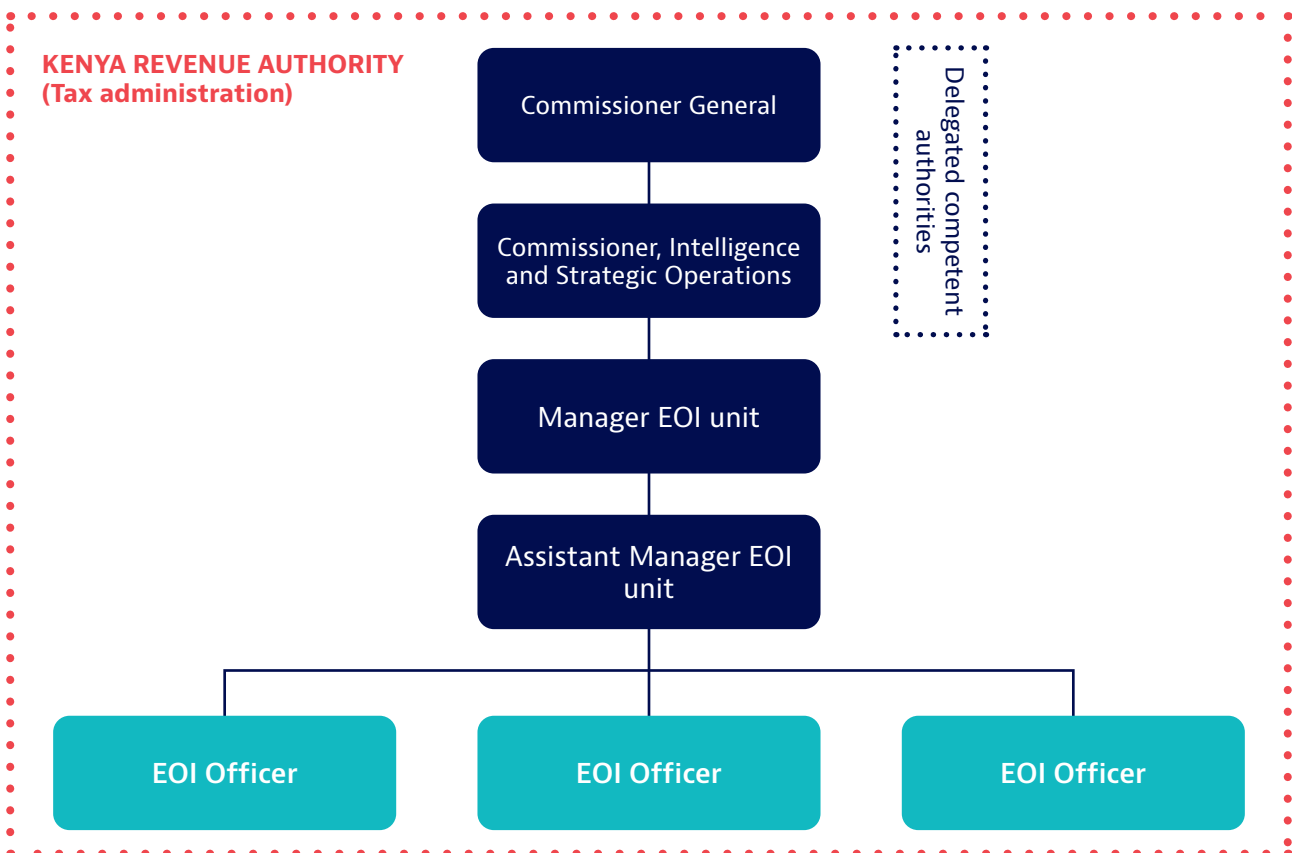 KENYA REVENUE AUTHORITY
(Tax administration)
Commissioner General
Delegated competent
authorities
Commissioner, Intelligence
and Strategic Operations
Manager EOI unit
Assistant Manager EOI
unit
EOI Officer
EOI Officer
EOI Officer